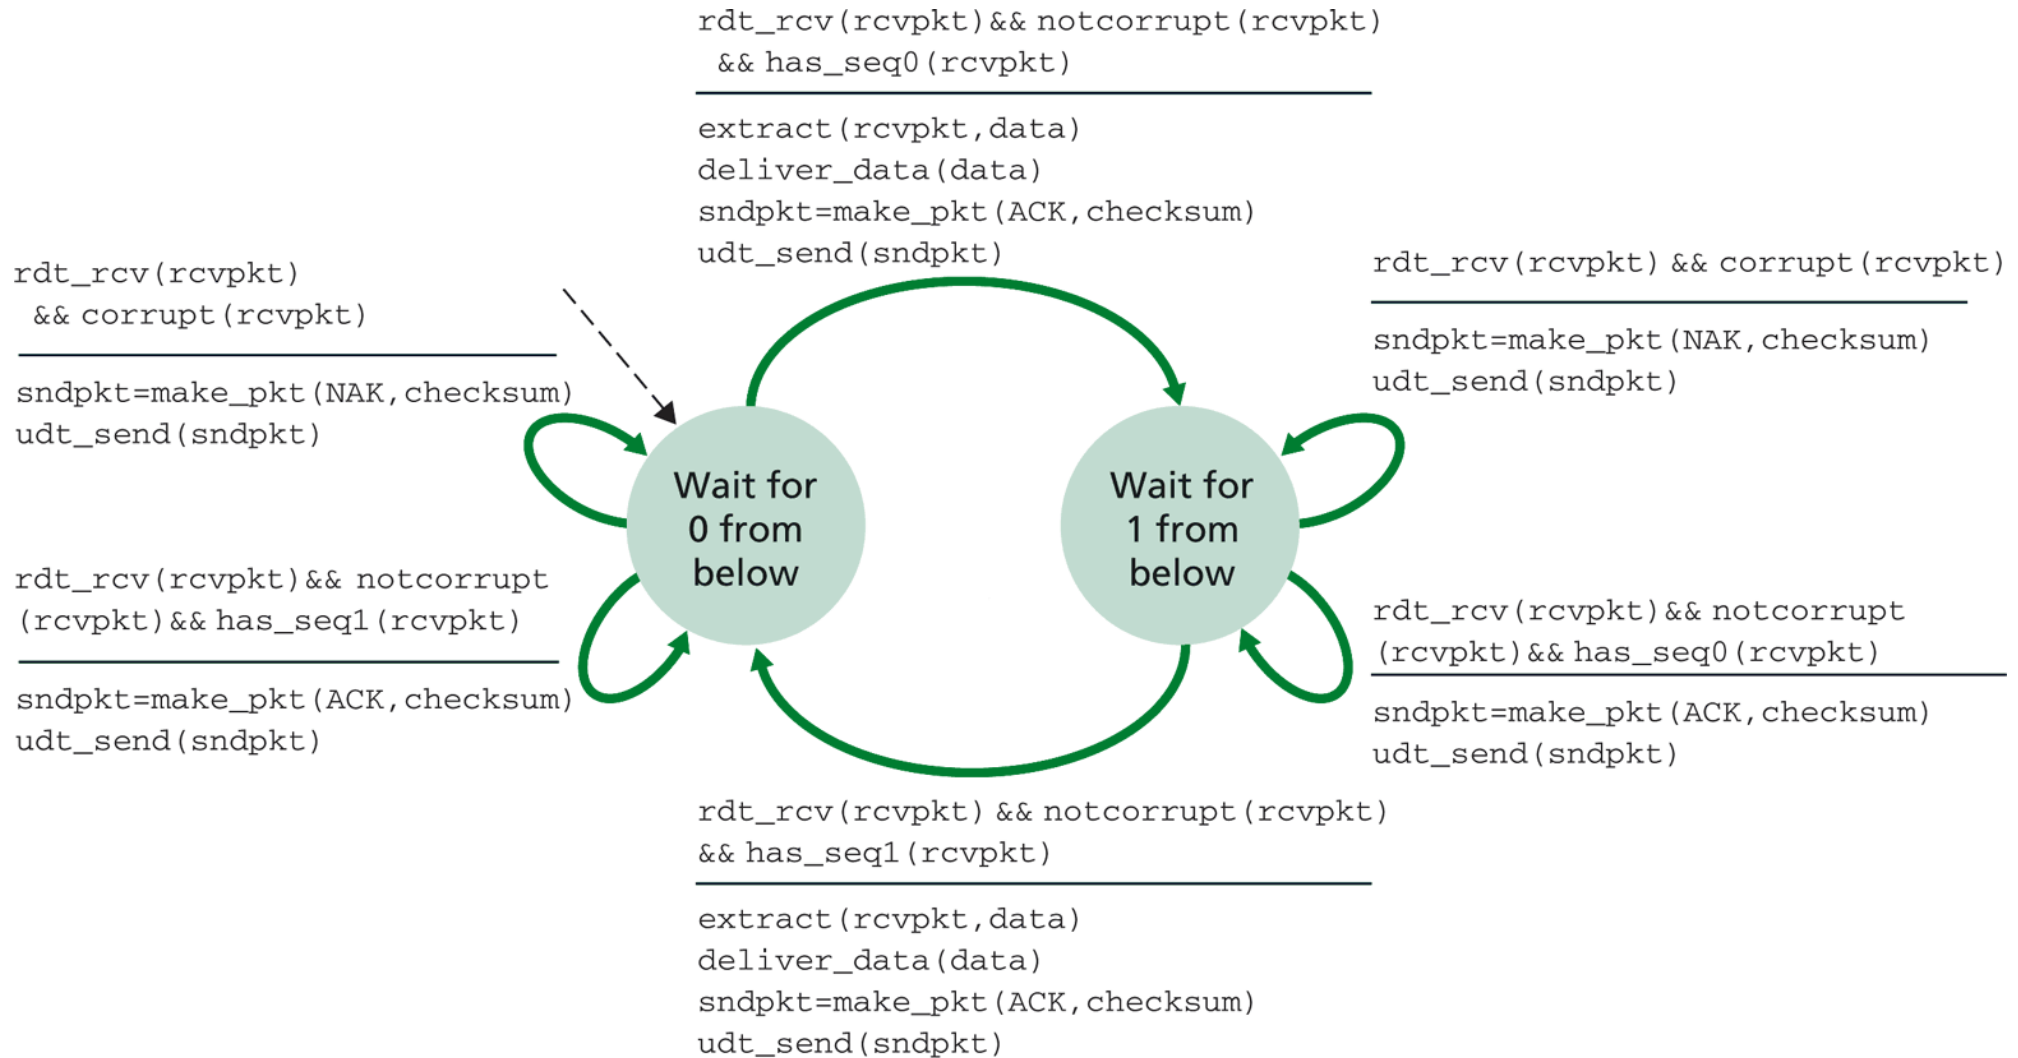 rdt_rcv(rcvpkt)&& notcorrupt(rcvpkt)
&& has_seq0(rcvpkt)
extract(rcvpkt,data)
deliver_data(data)
sndpkt=make_pkt(ACK,checksum)
udt_send(sndpkt)
rdt_rcv(rcvpkt)
&& corrupt(rcvpkt)
sndpkt=make_pkt(NAK,checksum)
udt_send(sndpkt)
rdt_rcv(rcvpkt) && corrupt(rcvpkt)
sndpkt=make_pkt(NAK,checksum)
udt_send(sndpkt)
Wait for
0 from
below
Wait for
1 from
below
rdt_rcv(rcvpkt)&& notcorrupt
(rcvpkt)&& has_seq1(rcvpkt)
sndpkt=make_pkt(ACK,checksum)
udt_send(sndpkt)
rdt_rcv(rcvpkt)&& notcorrupt
(rcvpkt)&& has_seq0(rcvpkt)
sndpkt=make_pkt(ACK,checksum)
udt_send(sndpkt)
rdt_rcv(rcvpkt) && notcorrupt(rcvpkt)
&& has_seq1(rcvpkt)
extract(rcvpkt,data)
deliver_data(data)
sndpkt=make_pkt(ACK,checksum)
udt_send(sndpkt)